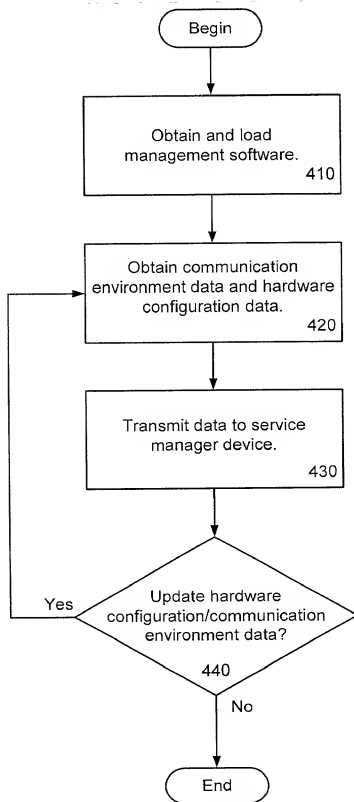 Begin
Obtain and load
management software.
410
Obtain communication
environment data and hardware
configuration data.
420
Transmit data to service
manager device.
430
Update hardware
configuration/communication
environment data?
440
Yes
No
End